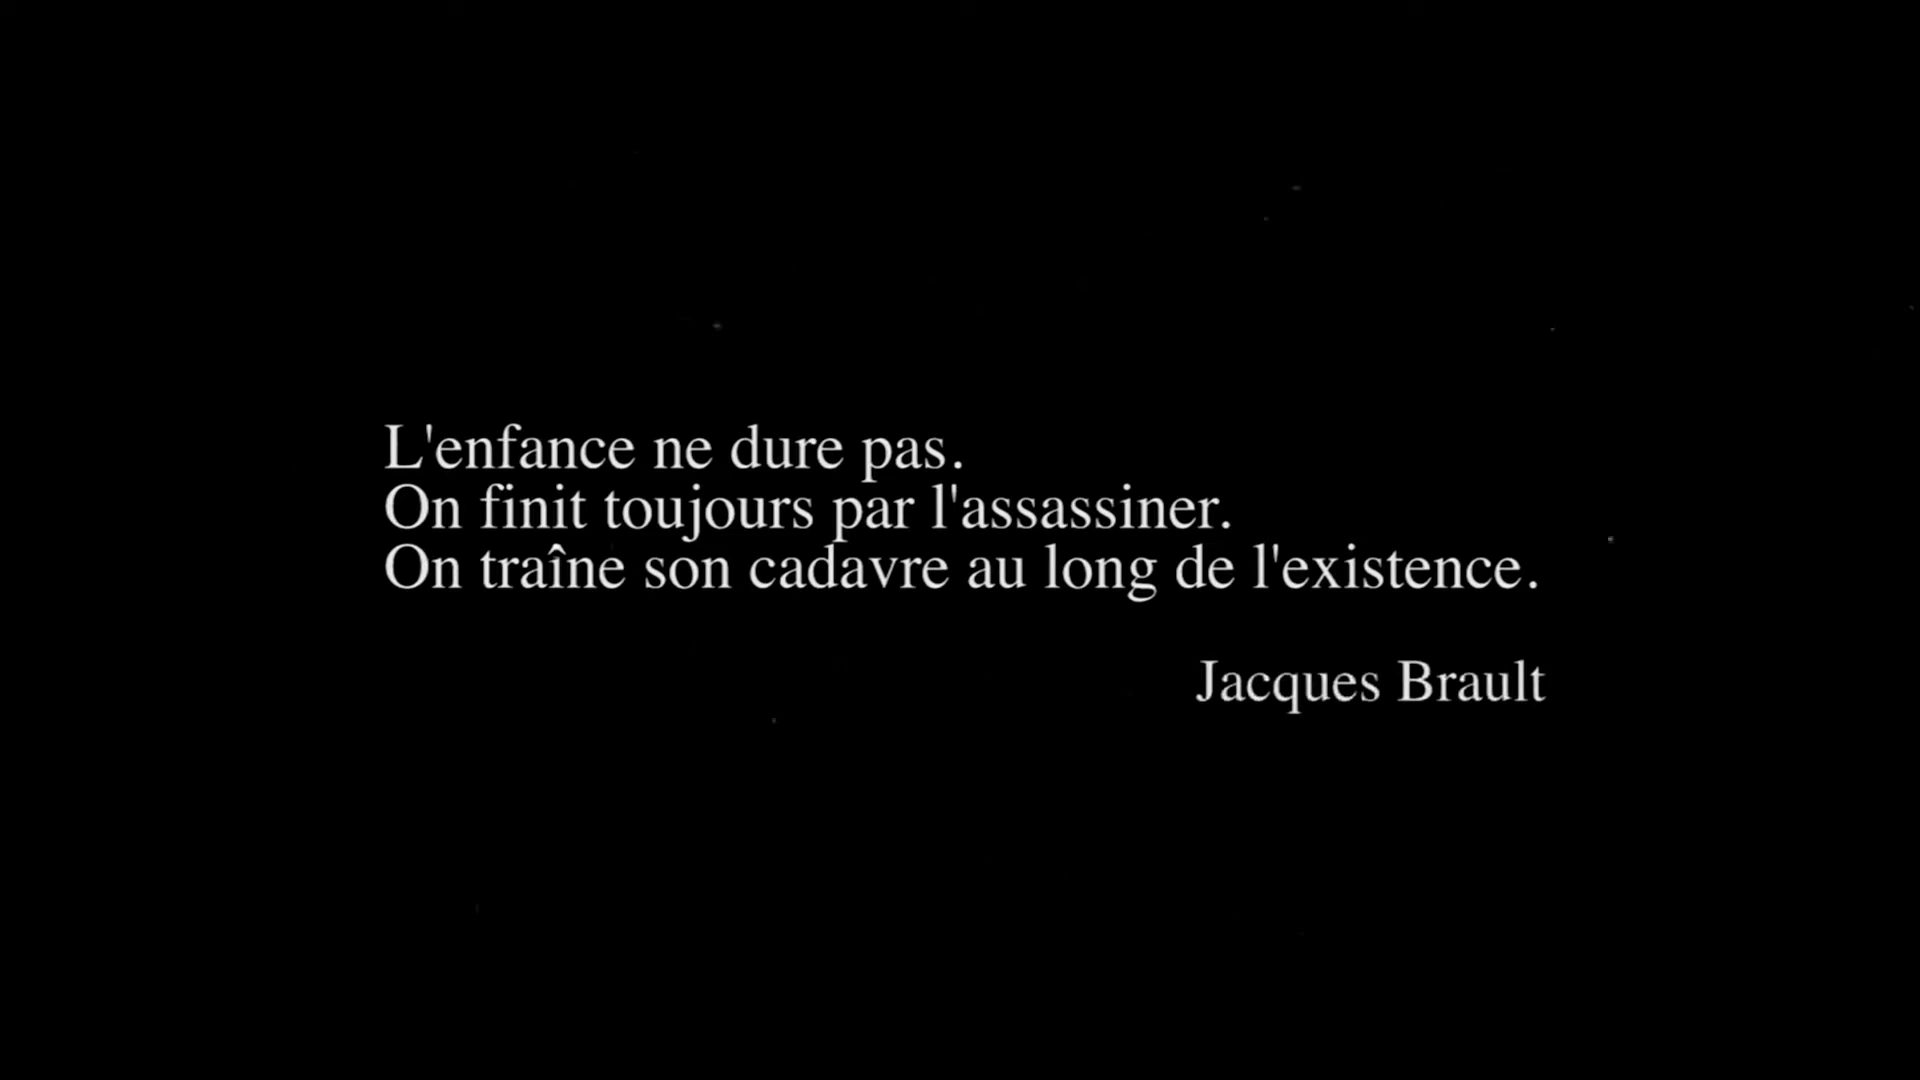 L'enfance ne dure pas.
On finit toujours par l'assassiner.
On traîne son cadavre au long de l'existence.
Jacques Brault